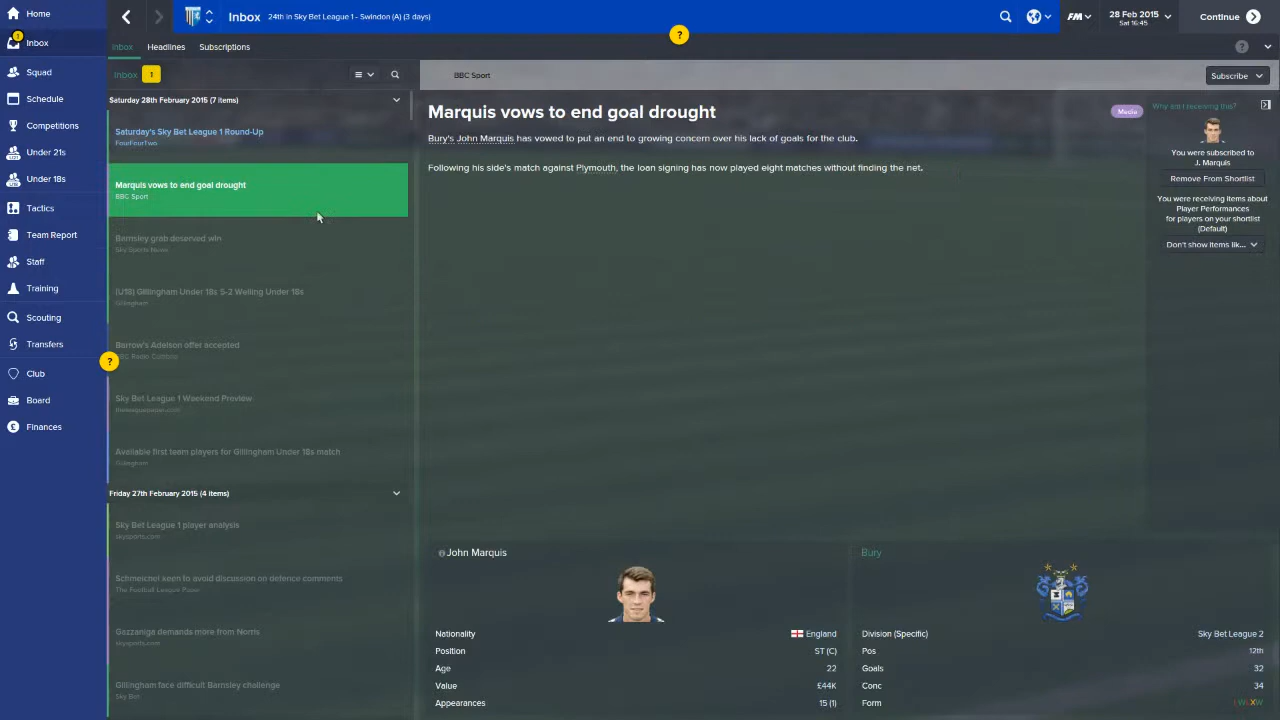 Home
Inbox
Squad
Schedule
Competitions
Under 21s
Under 18s
Tactics
Team Report
Staff
Training
Scouting
Transfers
Club
Board
Finances
1
Inbox
24th in Sky Bet League 1 - Swindon (A) (3 days)
?
FM
28 Feb 2015
Sat 16:45
Continue
Inbox
Headlines
Subscriptions
?
Inbox
1
Saturday 28th February 2015 (7 items)
Saturday's Sky Bet League 1 Round-Up
FourFourTwo
Marquis vows to end goal drought
BBC Sport
Barnsley grab deserved win
Sky Sports News
(U18) Gillingham Under 18s 5-2 Welling Under 18s
Gillingham
Barrow's Adelson offer accepted
BBC Radio Cumbria
?
Sky Bet League 1 Weekend Preview
theleaguepaper.com
Available first team players for Gillingham Under 18s match
Gillingham
Friday 27th February 2015 (4 items)
Sky Bet League 1 player analysis
skysports.com
Schmeichel keen to avoid discussion on defence comments
The Football League Paper
Gazzaniga demands more from Norris
skysports.com
Gillingham face difficult Barnsley challenge
Sky Bet
BBC Sport
Subscribe
Marquis vows to end goal drought
Media
Bury's John Marquis has vowed to put an end to growing concern over his lack of goals for the club.
Following his side's match against Plymouth, the loan signing has now played eight matches without finding the net.
Why am I receiving this?
You were subscribed to
J. Marquis
Remove From Shortlist
You were receiving items about
Player Performances
for players on your shortlist
(Default)
Don't show items lik...
John Marquis
Nationality England
Position ST (C)
Age 22
Value £44K
Appearances 15 (1)
Bury
Division (Specific) Sky Bet League 2
Pos 12th
Goals 32
Conc 34
Form LWLXW